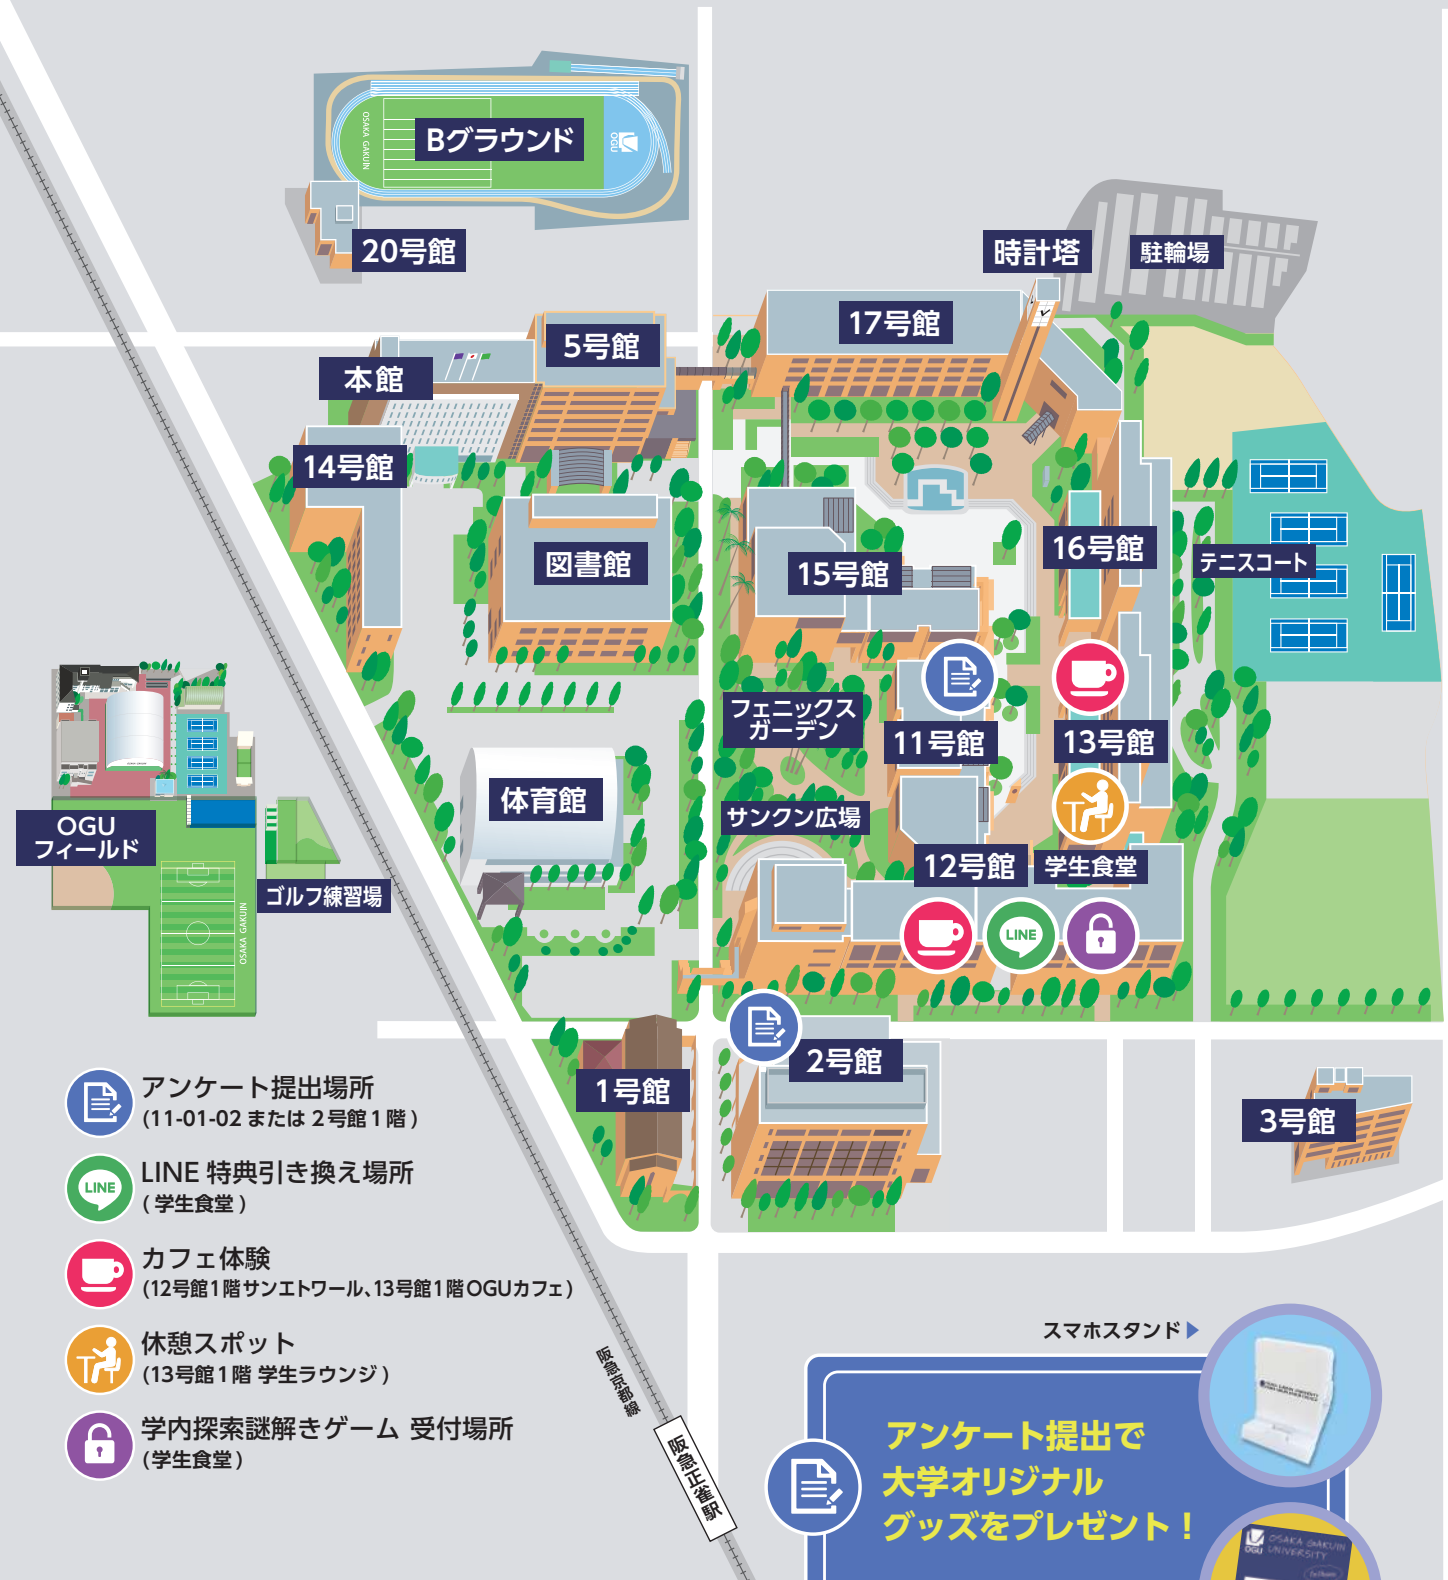 OSAKA GAKUIN
Bグラウンド
OGU
20号館
時計塔
駐輪場
17号館
5号館
本館
14号館
図書館
15号館
16号館
テニスコート
フェニックス
ガーデン
11号館
13号館
体育館
サンクン広場
OGU
フィールド
ゴルフ練習場
OSAKA GAKUIN
12号館
学生食堂
LINE
1号館
2号館
3号館
アンケート提出場所
(11-01-02 または 2号館1階)
LINE
LINE 特典引き換え場所
(学生食堂)
カフェ体験
(12号館1階サンエトワール、13号館1階OGUカフェ)
休憩スポット
(13号館1階 学生ラウンジ)
学内探索謎解きゲーム 受付場所
(学生食堂)
阪急京都線
阪急正雀駅
スマホスタンド▶
アンケート提出で
大学オリジナル
グッズをプレゼント!
OGU
OSAKA GAKUIN
UNIVERSITY